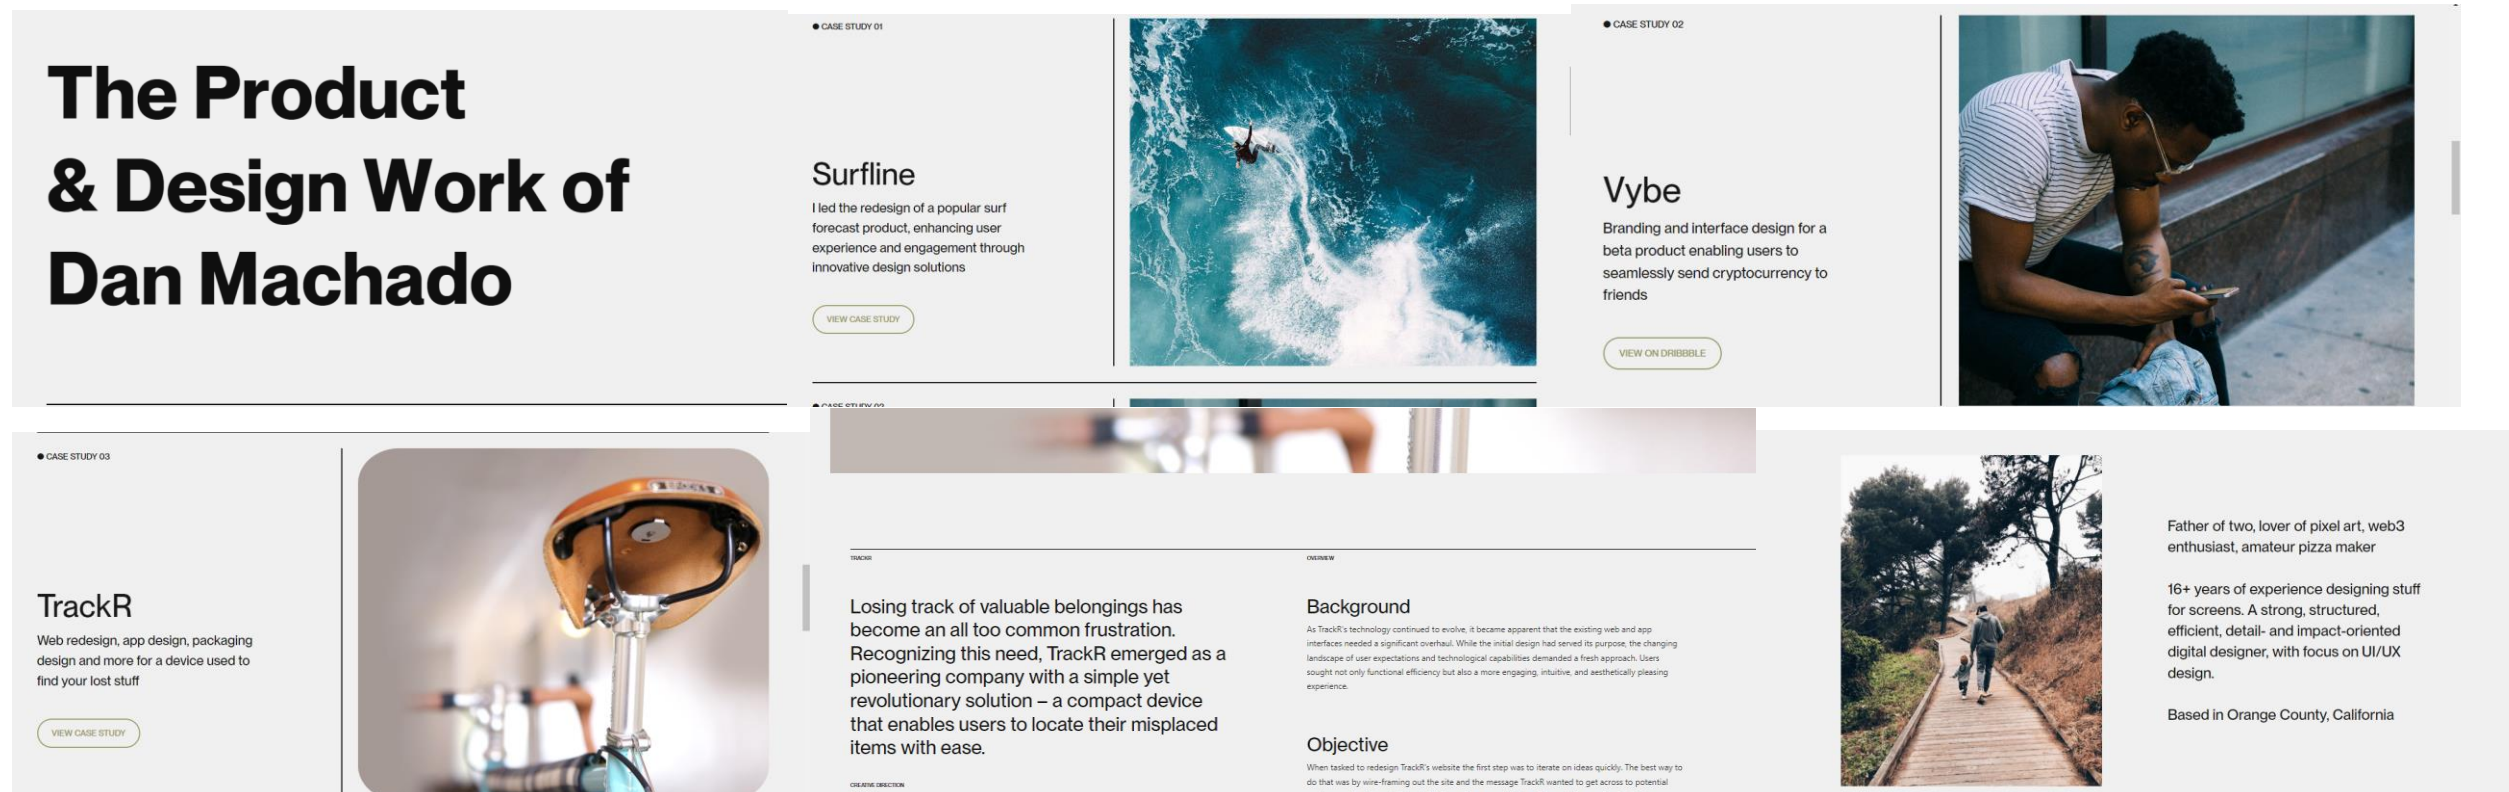 The Product
& Design Work of
Dan Machado
CASE STUDY 01
Surfline
I led the redesign of a popular surf
forecast product, enhancing user
experience and engagement through
innovative design solutions
VIEW CASE STUDY
CASE STUDY 02
CASE STUDY 02
Vybe
Branding and interface design for a
beta product enabling users to
seamlessly send cryptocurrency to
friends
VIEW ON DRIBBBLE
CASE STUDY 03
TrackR
Web redesign, app design, packaging
design and more for a device used to
find your lost stuff
VIEW CASE STUDY
TRACKR
Losing track of valuable belongings has
become an all too common frustration.
Recognizing this need, TrackR emerged as a
pioneering company with a simple yet
revolutionary solution – a compact device
that enables users to locate their misplaced
items with ease.
CREATIVE DIRECTION
OVERVIEW
Background
As TrackR's technology continued to evolve, it became apparent that the existing web and app
interfaces needed a significant overhaul. While the initial design had served its purpose, the changing
landscape of user expectations and technological capabilities demanded a fresh approach. Users
sought not only functional efficiency but also a more engaging, intuitive, and aesthetically pleasing
experience.
Objective
When tasked to redesign TrackR's website the first step was to iterate on ideas quickly. The best way to
do that was by wire-framing out the site and the message TrackR wanted to get across to potential
Father of two, lover of pixel art, web3
enthusiast, amateur pizza maker
16+ years of experience designing stuff
for screens. A strong, structured,
efficient, detail- and impact-oriented
digital designer, with focus on UI/UX
design.
Based in Orange County, California